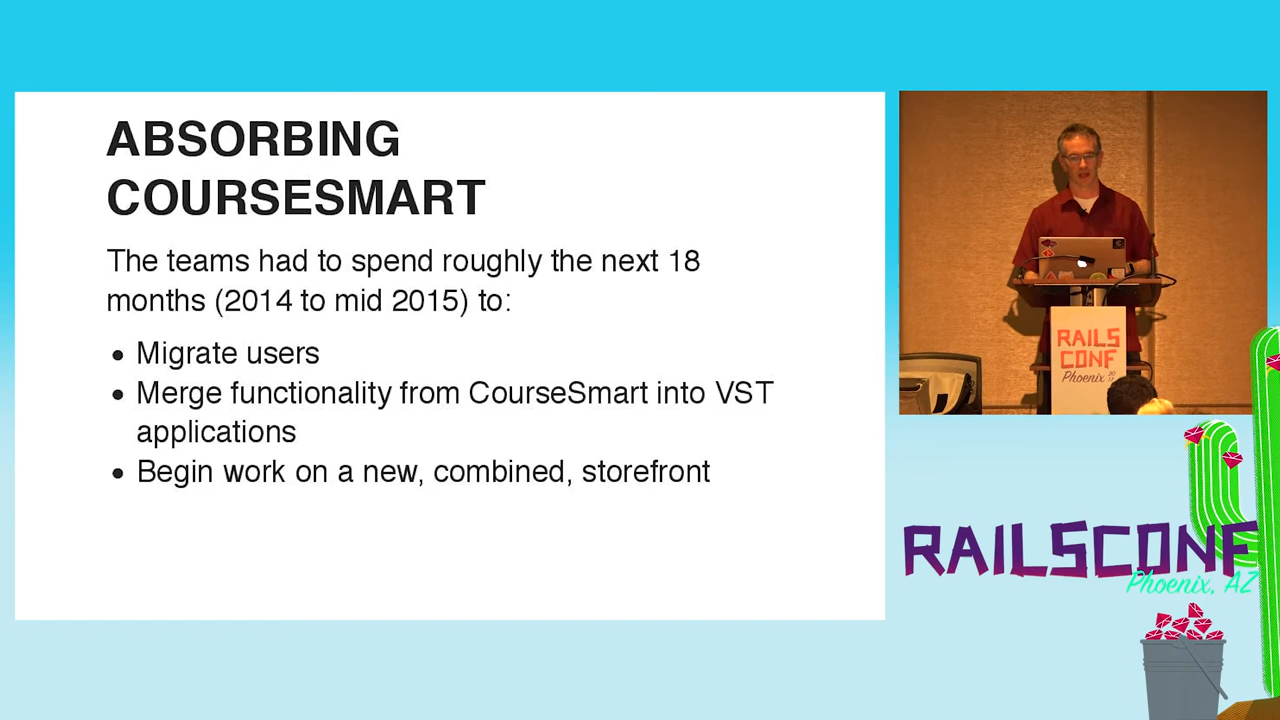 ABSORBING
COURSESMART
The teams had to spend roughly the next 18
months (2014 to mid 2015) to:
• Migrate users
• Merge functionality from CourseSmart into VST
applications
• Begin work on a new, combined, storefront
RAILS
CONF
Phoenix
RAILSCONF
Phoenix, AZ